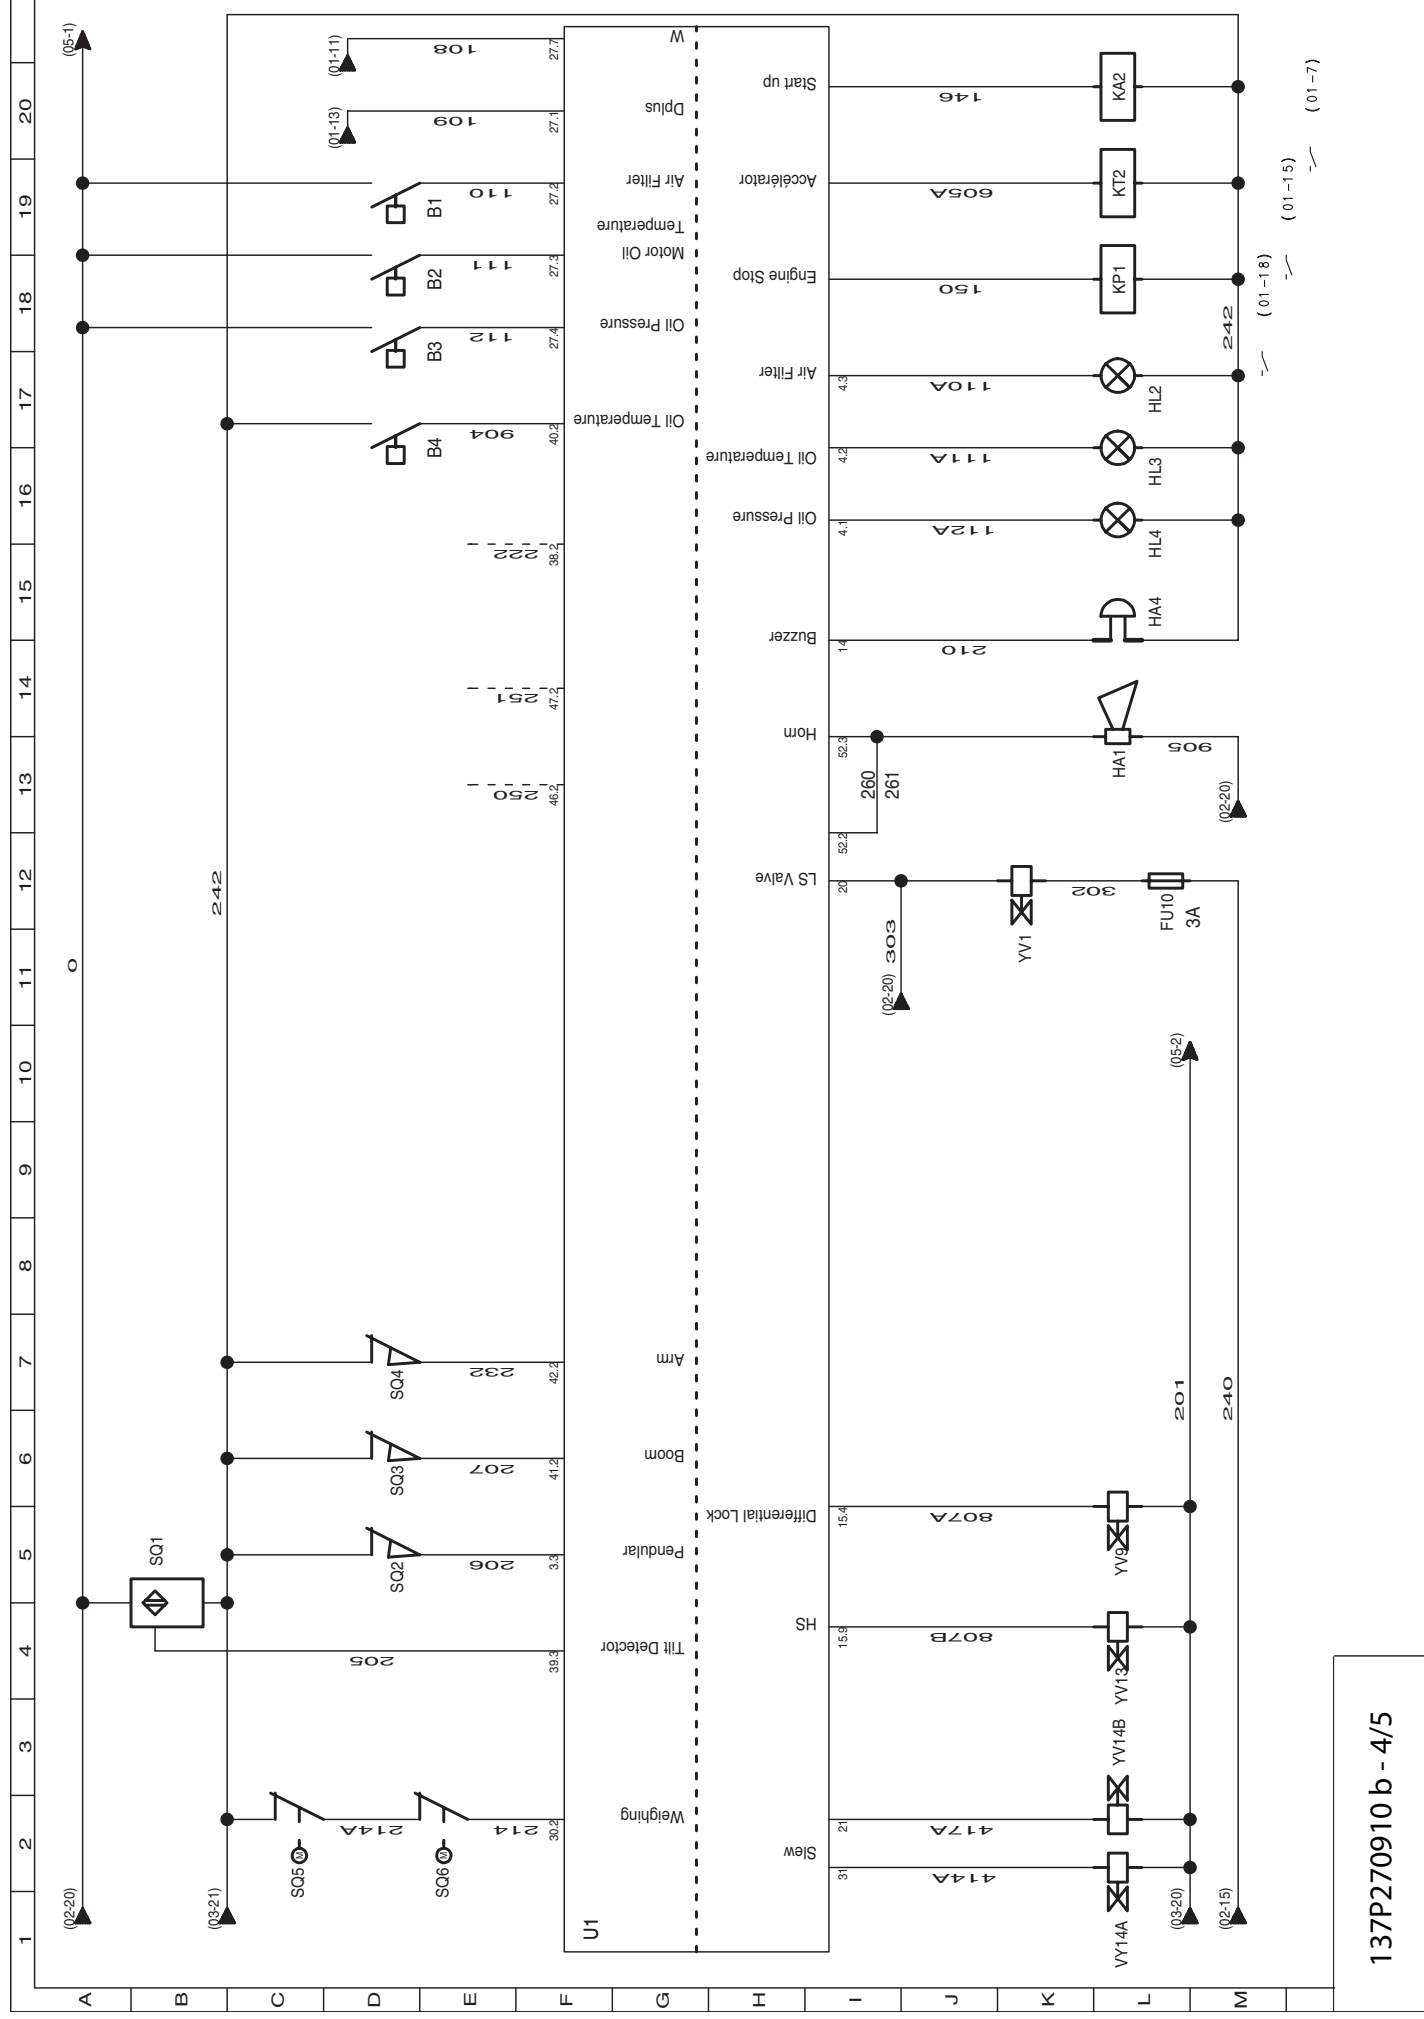 20
19
18
17
16
15
14
13
12
11
10
9
8
7
6
5
4
3
2
1
A
B
C
D
E
F
G
H
I
J
K
L
M
(05-1)
(01-11)
108
27.7
W
(01-13)
109
27.1
Dplus
Start up
146
KA2
(01-7)
B1
110
27.2
Air Filter
Accélérator
605A
KT2
(01-15)
B2
111
27.3
Temperature
Motor Oil
Engine Stop
150
KP1
(01-18)
242
B3
112
27.4
Oil Pressure
Air Filter
4.3
110A
HL2
B4
904
40.2
Oil Temperature
Oil Temperature
4.2
111A
HL3
Oil Pressure
4.1
112A
HL4
222
38.2
Buzzer
14
210
HA4
251
47.2
Horn
52.3
260
261
HA1
905
(02-20)
250
46.2
52.2
242
LS Valve
20
303
(02-20)
YV1
302
FU10
3A
0
(05-2)
201
240
SQ4
232
42.2
Arm
SQ3
207
41.2
Boom
Differential Lock
15.4
807A
YV9
SQ1
SQ2
206
3.3
Pendular
205
39.3
Tilt Detector
HS
15.9
807B
YV13
SQ5
M
214A
SQ6
M
214
30.2
Weighing
Slew
21
417A
YV14B
31
414A
VY14A
(02-20)
(03-21)
U1
(03-20)
(02-15)
137P270910 b - 4/5